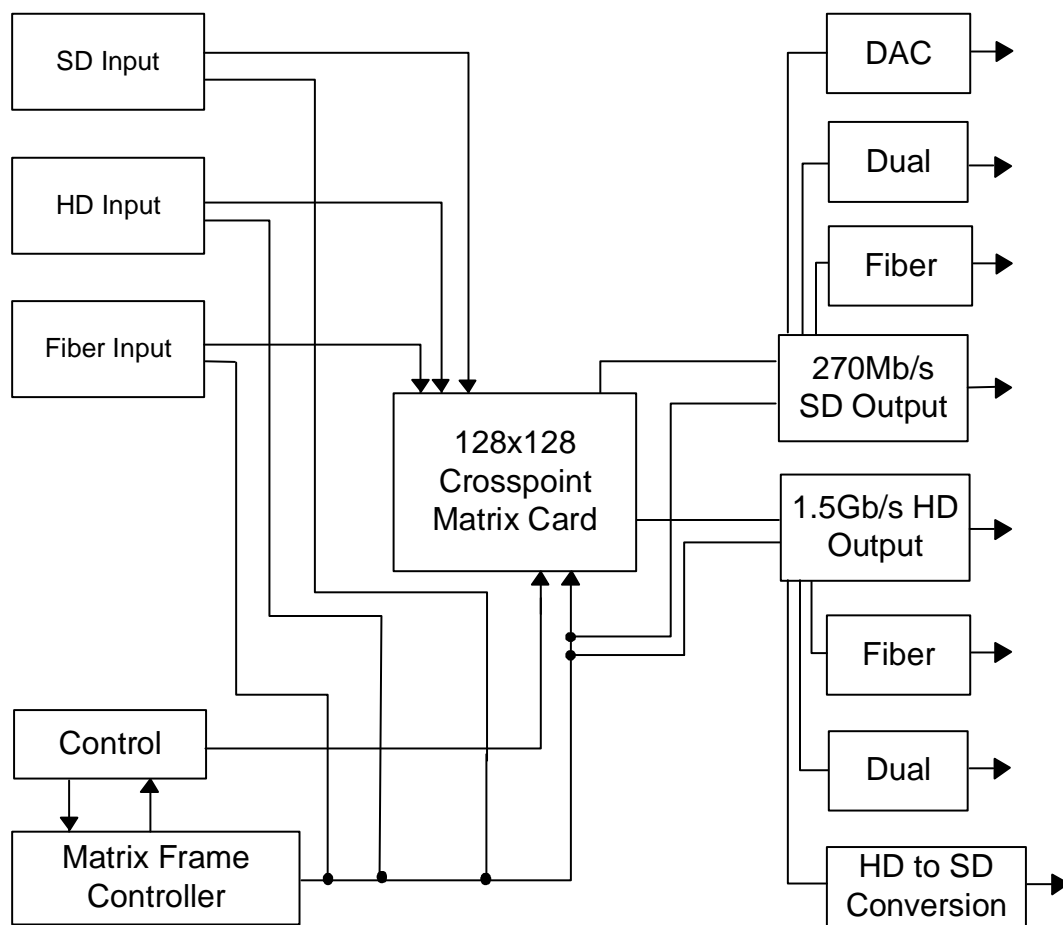 SD Input
HD Input
Fiber Input
128x128
Crosspoint
Matrix Card
Control
Matrix Frame
Controller
DAC
Dual
Fiber
270Mb/s
SD Output
1.5Gb/s HD
Output
Fiber
Dual
HD to SD
Conversion